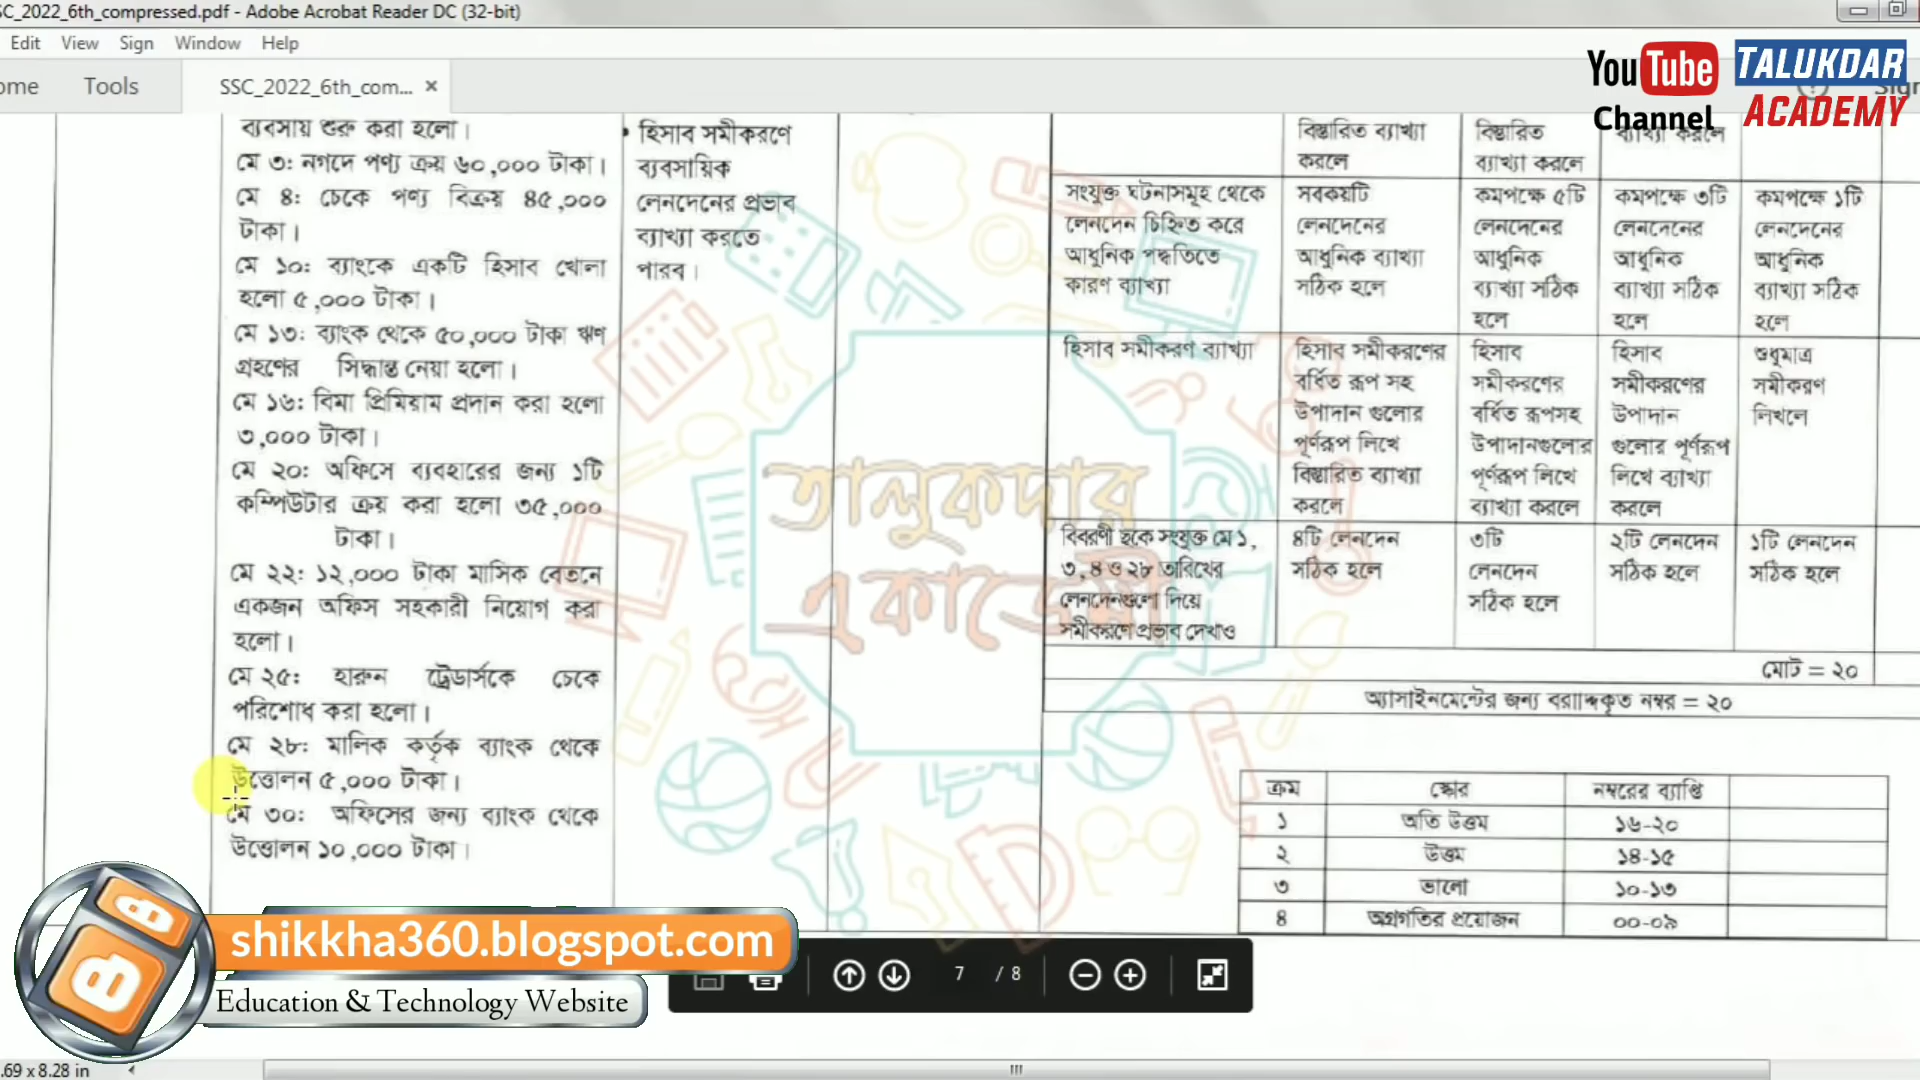 SC_2022_6th_compressed.pdf - Adobe Acrobat Reader DC (32-bit)
Edit View Sign Window Help
ome Tools SSC_2022_6th_com... ×
YouTube
Channel
TALUKDAR
ACADEMY
ব্যবসায় শুরু করা হলো।
মে ৩: নগদে পণ্য ক্রয় ৬০,০০০ টাকা।
মে ৪: চেকে পণ্য বিক্রয় ৪৫,০০০
টাকা।
মে ১০: ব্যাংকে একটি হিসাব খোলা
হলো ৫,০০০ টাকা।
মে ১৩: ব্যাংক থেকে ৫০,০০০ টাকা ঋণ
গ্রহণের সিদ্ধান্ত নেয়া হলো।
মে ১৬: বিমা প্রিমিয়াম প্রদান করা হলো
৩,০০০ টাকা।
মে ২০: অফিসে ব্যবহারের জন্য ১টি
কম্পিউটার ক্রয় করা হলো ৩৫,০০০
টাকা।
মে ২২: ১২,০০০ টাকা মাসিক বেতনে
একজন অফিস সহকারী নিয়োগ করা
হলো।
মে ২৫: হারুন ট্রেডার্সকে চেকে
পরিশোধ করা হলো।
মে ২৮: মালিক কর্তৃক ব্যাংক থেকে
উত্তোলন ৫,০০০ টাকা।
মে ৩০: অফিসের জন্য ব্যাংক থেকে
উত্তোলন ১০,০০০ টাকা।
• হিসাব সমীকরণে
ব্যবসায়িক
লেনদেনের প্রভাব
ব্যাখ্যা করতে
পারব।
বিস্তারিত ব্যাখ্যা
করলে
বিস্তারিত
ব্যাখ্যা করলে
ব্যাখ্যা করলে
সংযুক্ত ঘটনাসমূহ থেকে
লেনদেন চিহ্নিত করে
আধুনিক পদ্ধতিতে
কারণ ব্যাখ্যা
সবকয়টি
লেনদেনের
আধুনিক ব্যাখ্যা
সঠিক হলে
কমপক্ষে ৫টি
লেনদেনের
আধুনিক
ব্যাখ্যা সঠিক
হলে
কমপক্ষে ৩টি
লেনদেনের
আধুনিক
ব্যাখ্যা সঠিক
হলে
কমপক্ষে ১টি
লেনদেনের
আধুনিক
ব্যাখ্যা সঠিক
হলে
হিসাব সমীকরণ ব্যাখ্যা
হিসাব সমীকরণের
বর্ধিত রূপ সহ
উপাদান গুলোর
পূর্ণরূপ লিখে
বিস্তারিত ব্যাখ্যা
করলে
হিসাব
সমীকরণের
বর্ধিত রূপসহ
উপাদানগুলোর
পূর্ণরূপ লিখে
ব্যাখ্যা করলে
হিসাব
সমীকরণের
উপাদান
গুলোর পূর্ণরূপ
লিখে ব্যাখ্যা
করলে
শুধুমাত্র
সমীকরণ
লিখলে
বিবরণী ছকে সংযুক্ত মে ১,
৩, ৪ ও ২৮ তারিখের
লেনদেনগুলো দিয়ে
সমীকরণে প্রভাব দেখাও
৪টি লেনদেন
সঠিক হলে
৩টি
লেনদেন
সঠিক হলে
২টি লেনদেন
সঠিক হলে
১টি লেনদেন
সঠিক হলে
মোট = ২০
অ্যাসাইনমেন্টের জন্য বরাদ্দকৃত নম্বর = ২০
ক্রম স্কোর নম্বরের ব্যাপ্তি
১ অতি উত্তম ১৬-২০
২ উত্তম ১৪-১৫
৩ ভালো ১০-১৩
৪ অগ্রগতির প্রয়োজন ০০-০৯
তালুকদার
একাডেমী
shikkha360.blogspot.com
Education & Technology Website
7 / 8
.69 x 8.28 in